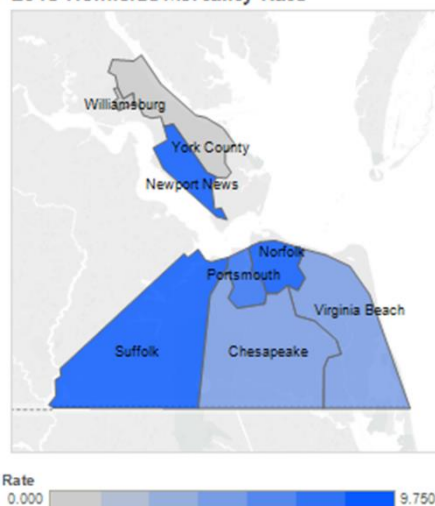 Williamsburg
York County
Newport News
Norfolk
Portsmouth
Virginia Beach
Suffolk
Chesapeake
Rate
0.000
9.750